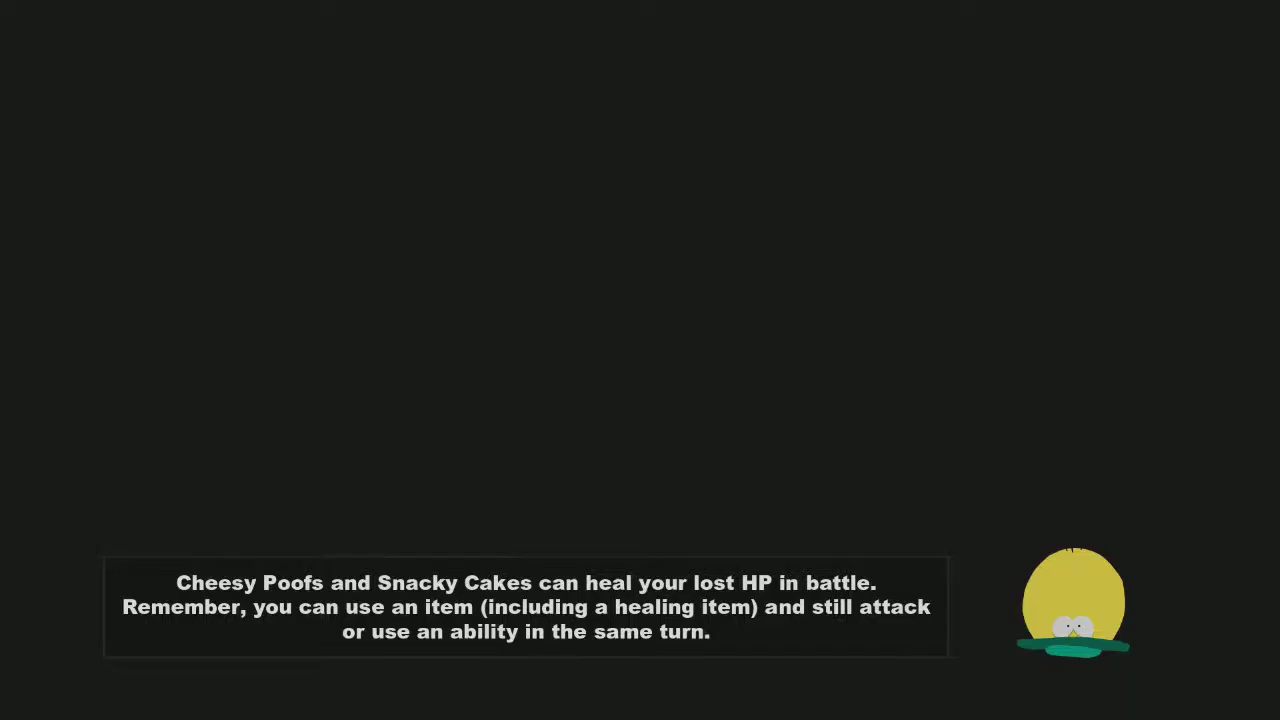 Cheesy Poofs and Snacky Cakes can heal your lost HP in battle.
Remember, you can use an item (including a healing item) and still attack
or use an ability in the same turn.